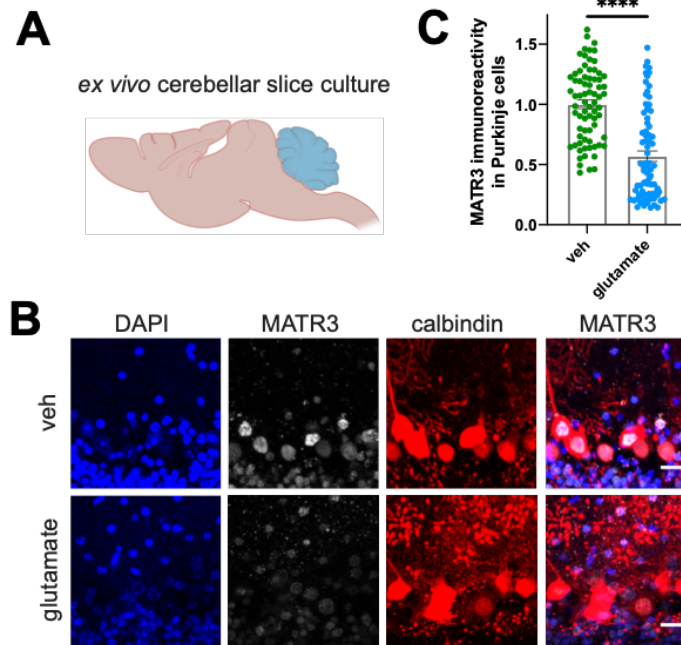 A
ex vivo cerebellar slice culture
C
****
MATR3 immunoreactivity
in Purkinje cells
1.5
1.0
0.5
0.0
veh
glutamate
B
DAPI
MATR3
calbindin
MATR3
veh
glutamate